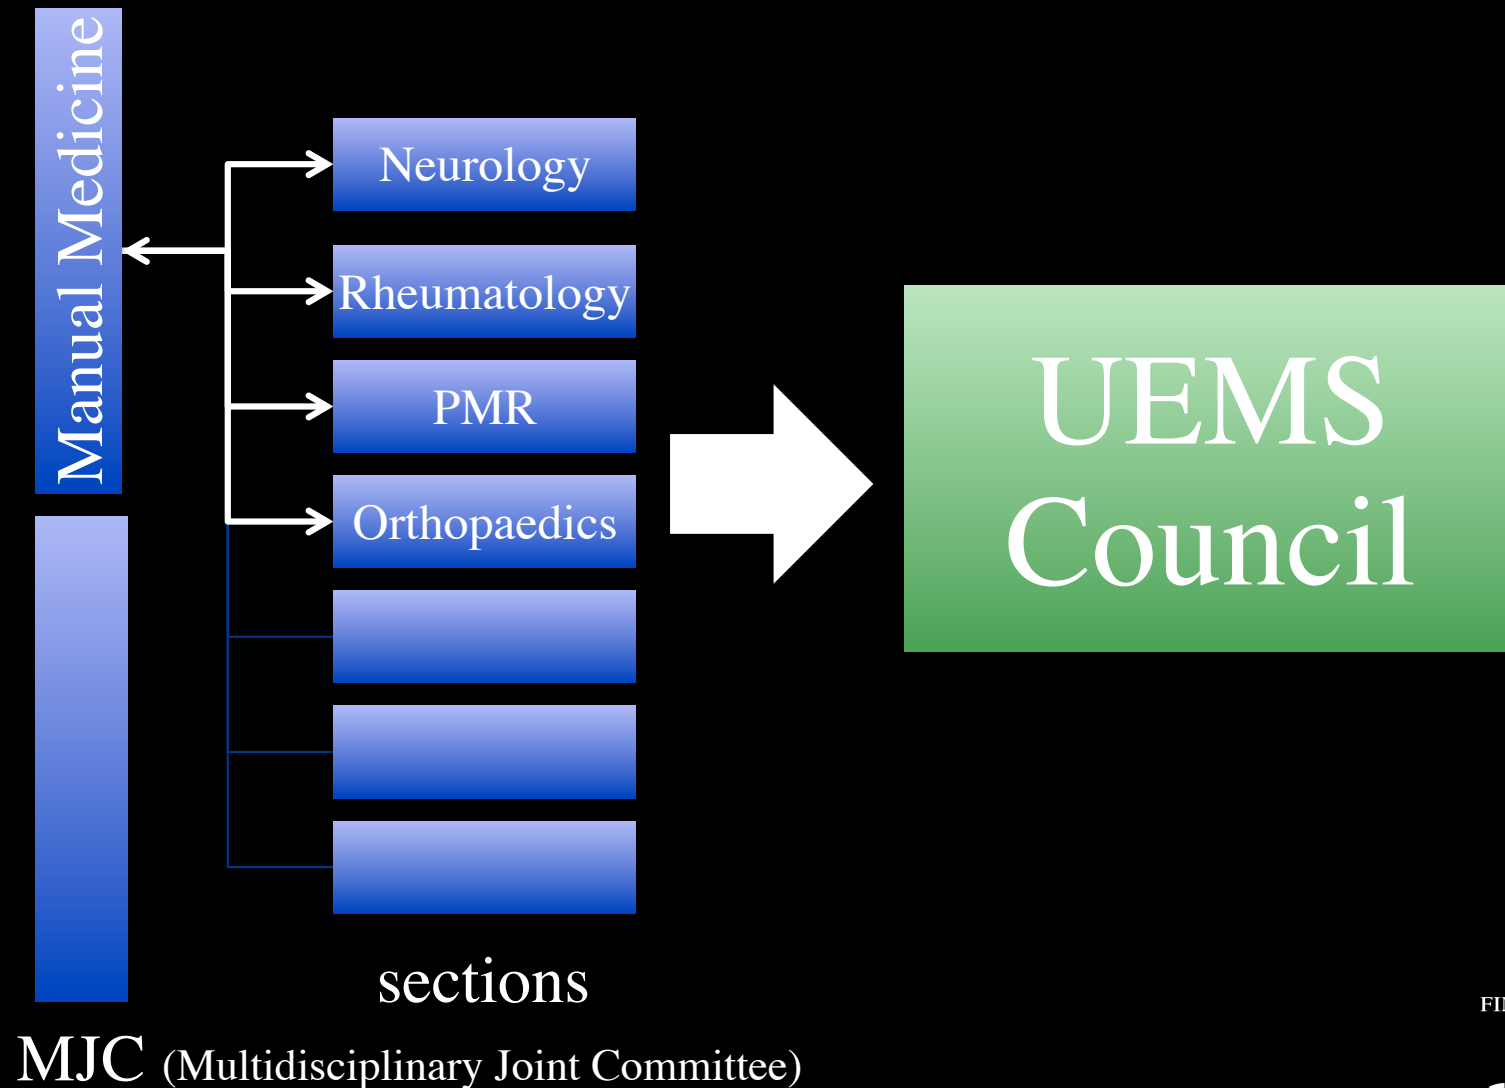 Manual Medicine
Neurology
Rheumatology
PMR
Orthopaedics
UEMS
Council
sections
MJC (Multidisciplinary Joint Committee)